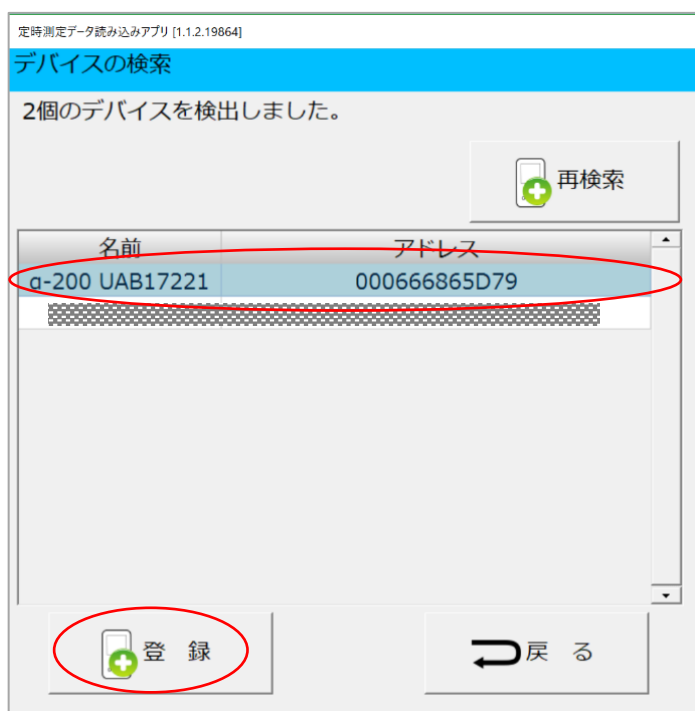 定時測定データ読み込みアプリ [1.1.2.19864]
デバイスの検索
2個のデバイスを検出しました。
再検索
名前 アドレス
α-200 UAB17221 000666865D79
登 録 戻 る